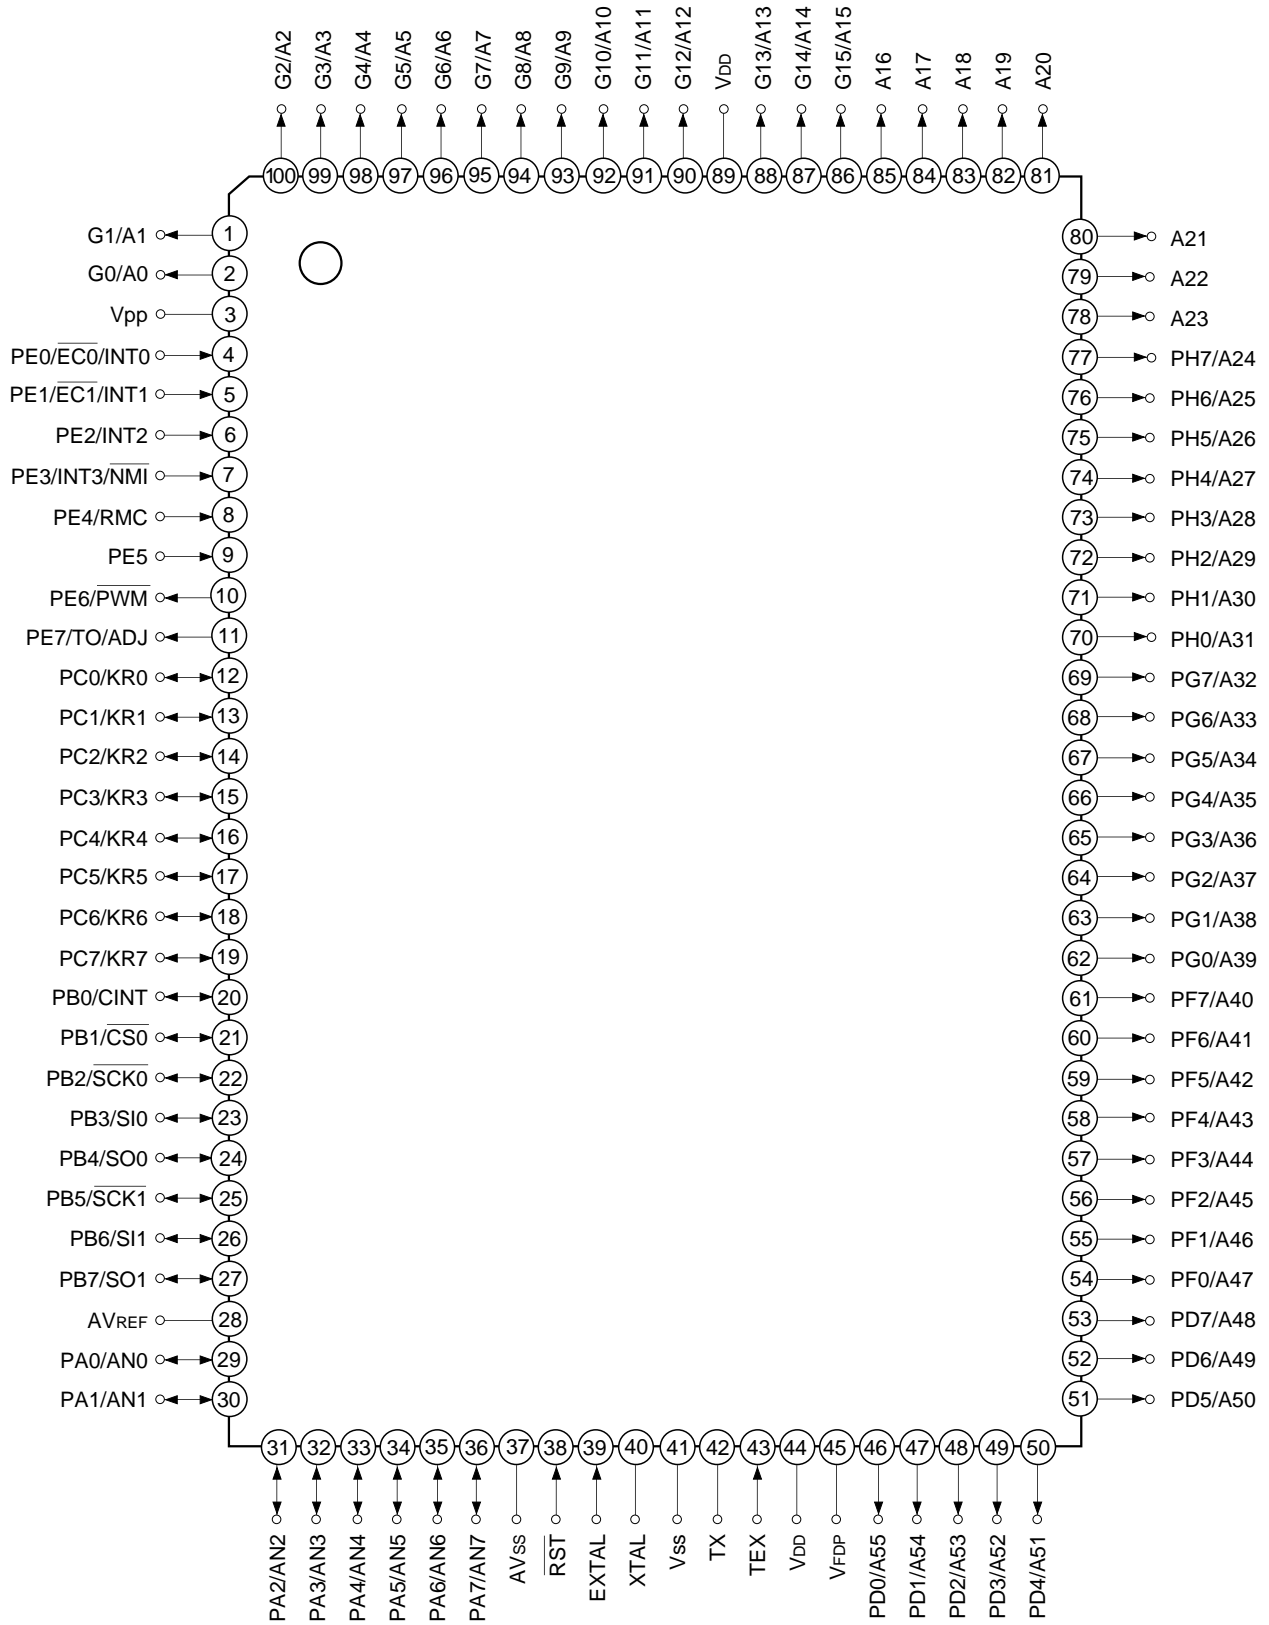 G2/A2
G3/A3
G4/A4
G5/A5
G6/A6
G7/A7
G8/A8
G9/A9
G10/A10
G11/A11
G12/A12
VDD
G13/A13
G14/A14
G15/A15
A16
A17
A18
A19
A20
100 99 98 97 96 95 94 93 92 91 90 89 88 87 86 85 84 83 82 81
G1/A1 1
G0/A0 2
Vpp 3
PE0/EC0/INT0 4
PE1/EC1/INT1 5
PE2/INT2 6
PE3/INT3/NMI 7
PE4/RMC 8
PE5 9
PE6/PWM 10
PE7/TO/ADJ 11
PC0/KR0 12
PC1/KR1 13
PC2/KR2 14
PC3/KR3 15
PC4/KR4 16
PC5/KR5 17
PC6/KR6 18
PC7/KR7 19
PB0/CINT 20
PB1/CS0 21
PB2/SCK0 22
PB3/SI0 23
PB4/SO0 24
PB5/SCK1 25
PB6/SI1 26
PB7/SO1 27
AVREF 28
PA0/AN0 29
PA1/AN1 30
80 A21
79 A22
78 A23
77 PH7/A24
76 PH6/A25
75 PH5/A26
74 PH4/A27
73 PH3/A28
72 PH2/A29
71 PH1/A30
70 PH0/A31
69 PG7/A32
68 PG6/A33
67 PG5/A34
66 PG4/A35
65 PG3/A36
64 PG2/A37
63 PG1/A38
62 PG0/A39
61 PF7/A40
60 PF6/A41
59 PF5/A42
58 PF4/A43
57 PF3/A44
56 PF2/A45
55 PF1/A46
54 PF0/A47
53 PD7/A48
52 PD6/A49
51 PD5/A50
31 32 33 34 35 36 37 38 39 40 41 42 43 44 45 46 47 48 49 50
PA2/AN2
PA3/AN3
PA4/AN4
PA5/AN5
PA6/AN6
PA7/AN7
AVss
RST
EXTAL
XTAL
Vss
TX
TEX
VDD
VFDP
PD0/A55
PD1/A54
PD2/A53
PD3/A52
PD4/A51